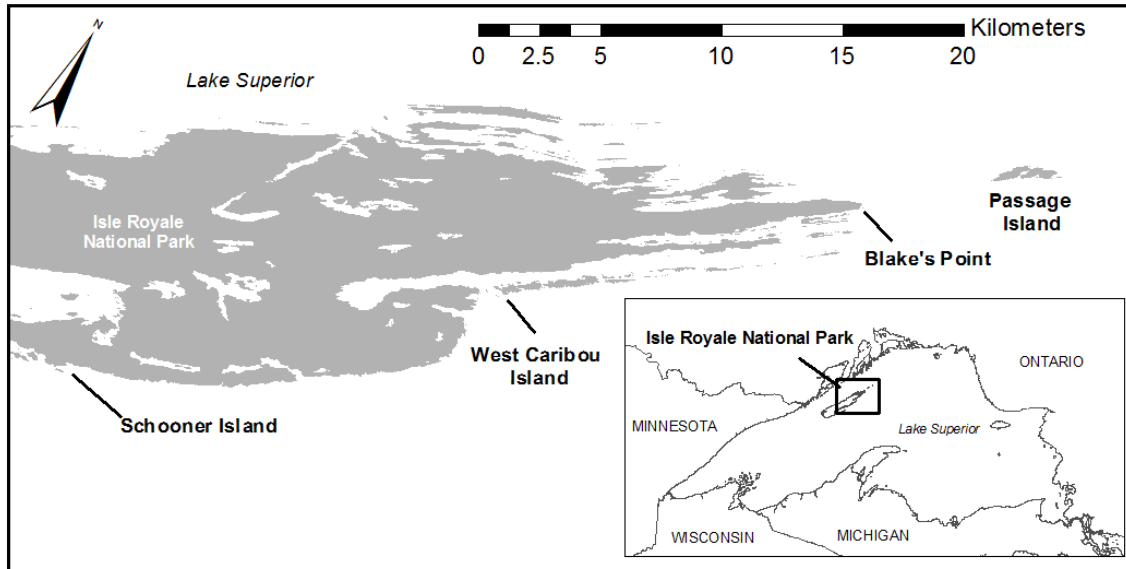 N
Lake Superior
Kilometers
0 2.5 5 10 15 20
Isle Royale
National Park
Passage
Island
Blake's Point
West Caribou
Island
Schooner Island
Isle Royale National Park
ONTARIO
MINNESOTA
Lake Superior
WISCONSIN
MICHIGAN